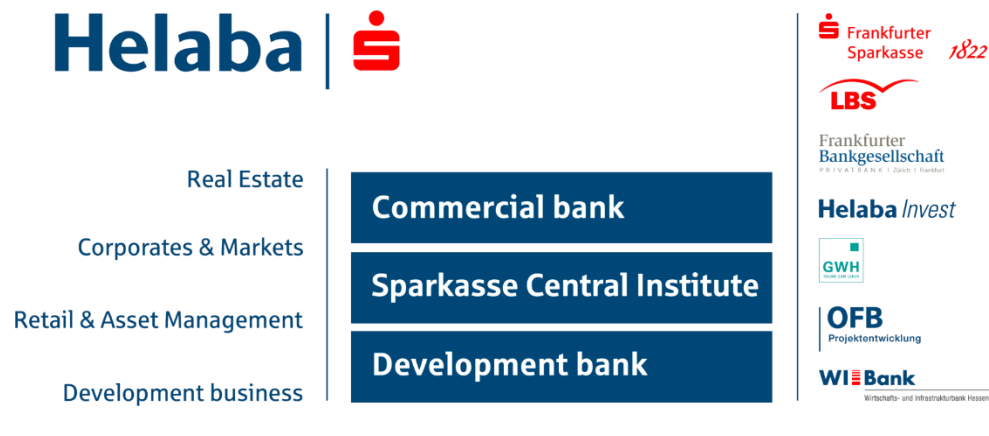 Helaba
Real Estate
Corporates & Markets
Retail & Asset Management
Development business
Commercial bank
Sparkasse Central Institute
Development bank
Frankfurter
Sparkasse 1822
LBS
Frankfurter
Bankgesellschaft
PRIVATBANK | Zürich | Frankfurt
Helaba Invest
GWH
OFB
Projektentwicklung
WIBank
Wirtschafts- und Infrastrukturbank Hessen